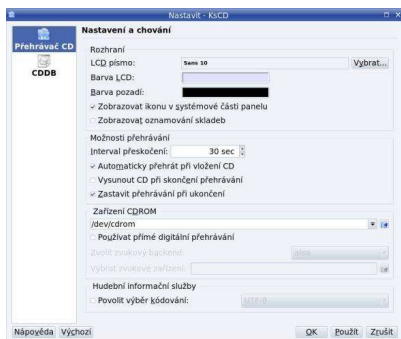 Nastavit - KsCD
Přehrávač CD
CDDB
Nastavení a chování
Rozhraní
LCD písmo: Sans 10 Vybrat...
Barva LCD:
Barva pozadí:
Zobrazovat ikonu v systémové části panelu
Zobrazovat oznamování skladeb
Možnosti přehrávání
Interval přeskočení: 30 sec
Automaticky přehrát při vložení CD
Vysunout CD při skončení přehrávání
Zastavit přehrávání při ukončení
Zařízení CDROM
/dev/cdrom
Používat přímé digitální přehrávání
Zvolit zvukový backend: alsa
Vybrat zvukové zařízení:
Hudební informační služby
Povolit výběr kódování: UTF-8
Nápověda Výchozí OK Použít Zrušit